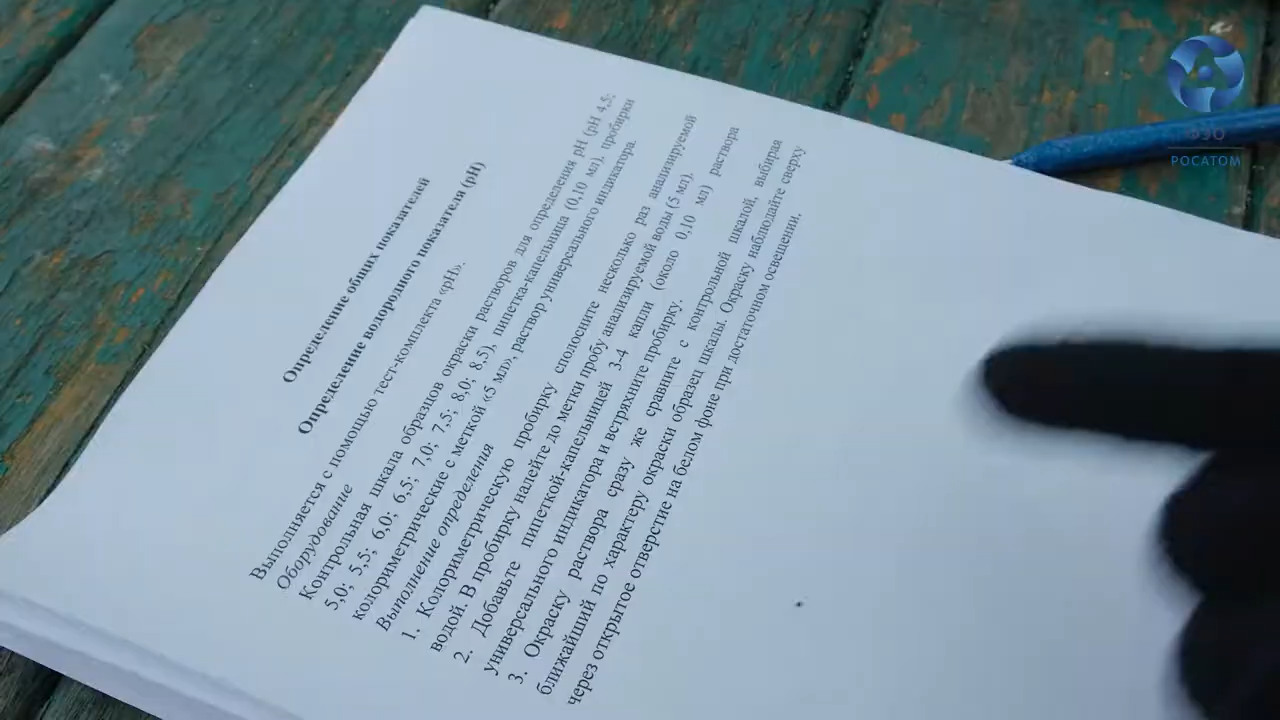 Определение общих показателей
Определение водородного показателя (pH)
Выполняется с помощью тест-комплекта «pH».
Оборудование
Контрольная шкала образцов окраски растворов для определения pH (pH 4,5;
5,0; 5,5; 6,0; 6,5; 7,0; 7,5; 8,0; 8,5), пипетка-капельница (0,10 мл), пробирки
колориметрические с меткой «5 мл», раствор универсального индикатора.
Выполнение определения
1. Колориметрическую пробирку сполосните несколько раз анализируемой
водой. В пробирку налейте до метки пробу анализируемой воды (5 мл).
2. Добавьте пипеткой-капельницей 3-4 капли (около 0,10 мл) раствора
универсального индикатора и встряхните пробирку.
3. Окраску раствора сразу же сравните с контрольной шкалой, выбирая
ближайший по характеру окраски образец шкалы. Окраску наблюдайте сверху
через открытое отверстие на белом фоне при достаточном освещении.
ФЭО
РОСАТОМ